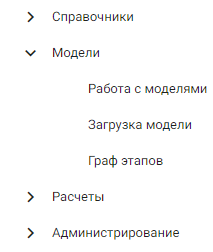 Справочники
Модели
Работа с моделями
Загрузка модели
Граф этапов
Расчеты
Администрирование